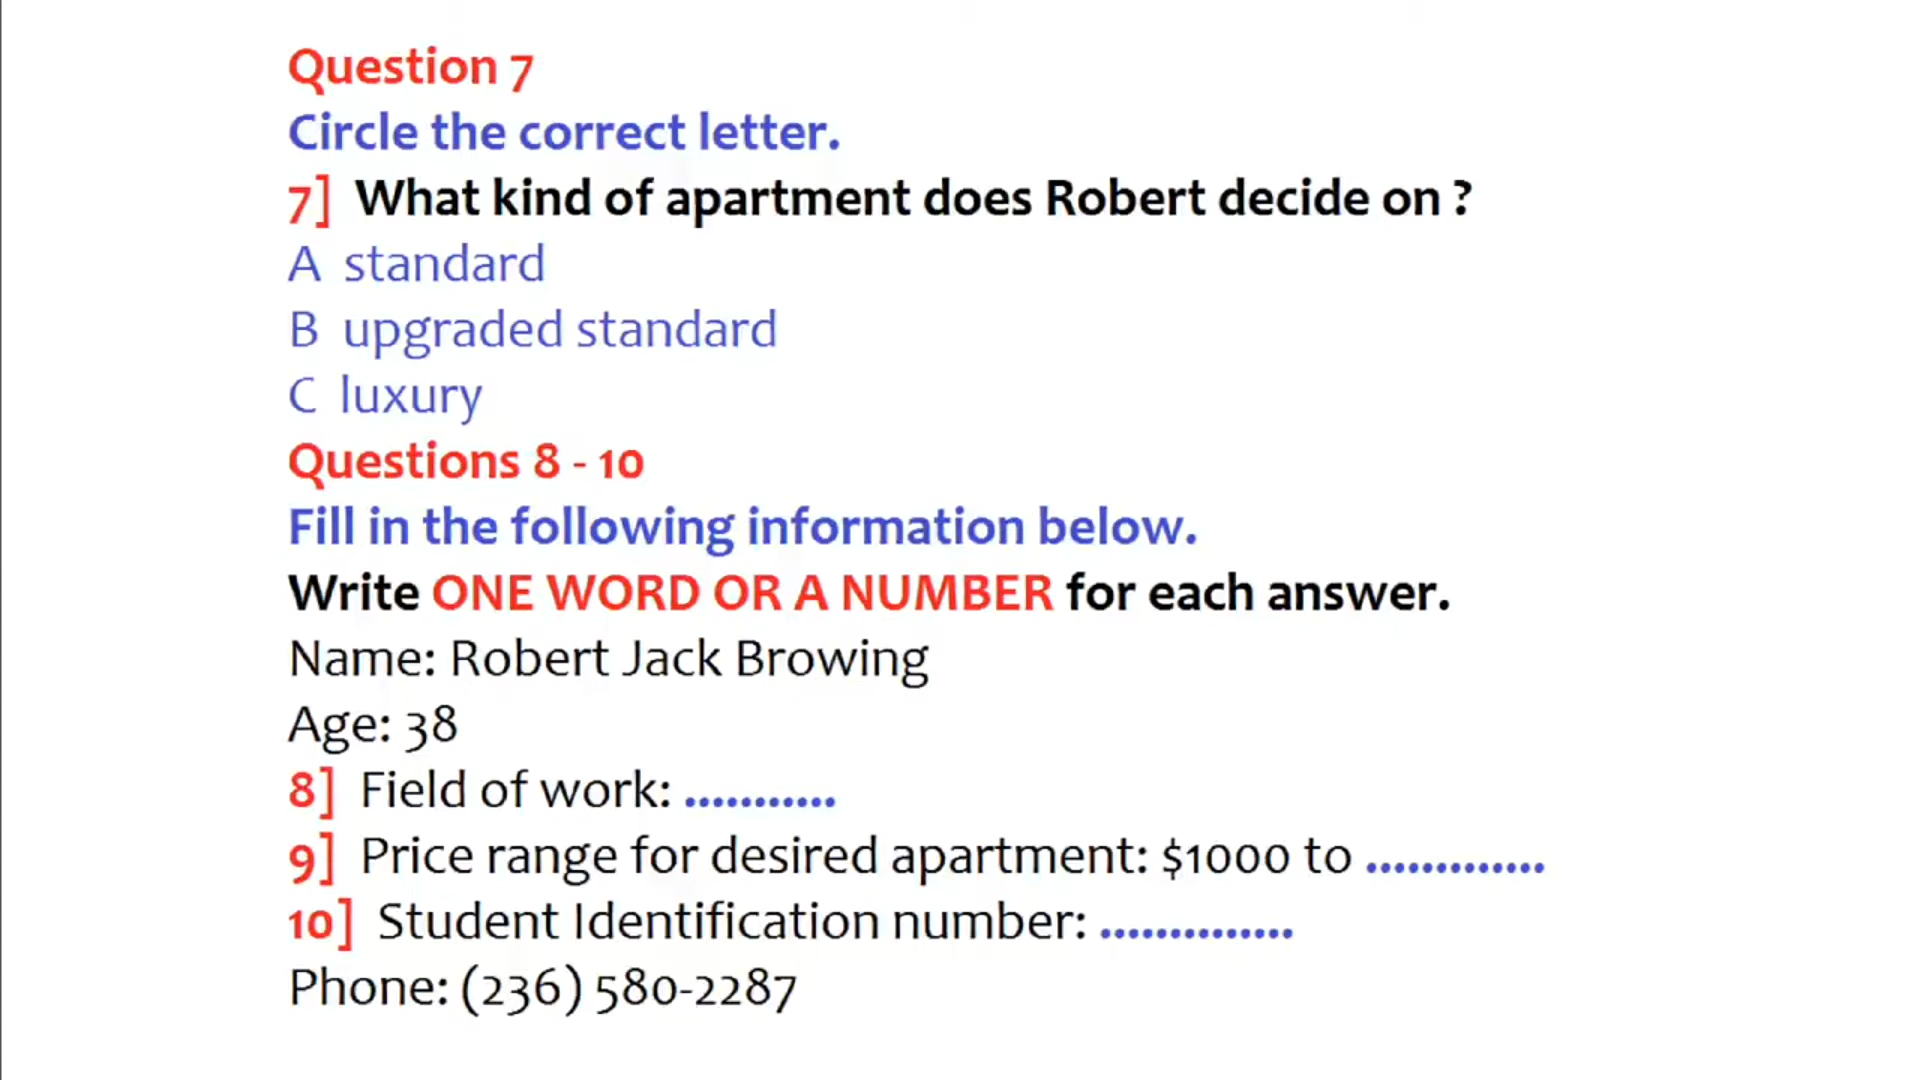 Question 7
Circle the correct letter.
7] What kind of apartment does Robert decide on ?
A standard
B upgraded standard
C luxury
Questions 8 - 10
Fill in the following information below.
Write ONE WORD OR A NUMBER for each answer.
Name: Robert Jack Browing
Age: 38
8] Field of work: ...........
9] Price range for desired apartment: $1000 to .............
10] Student Identification number: ..............
Phone: (236) 580-2287